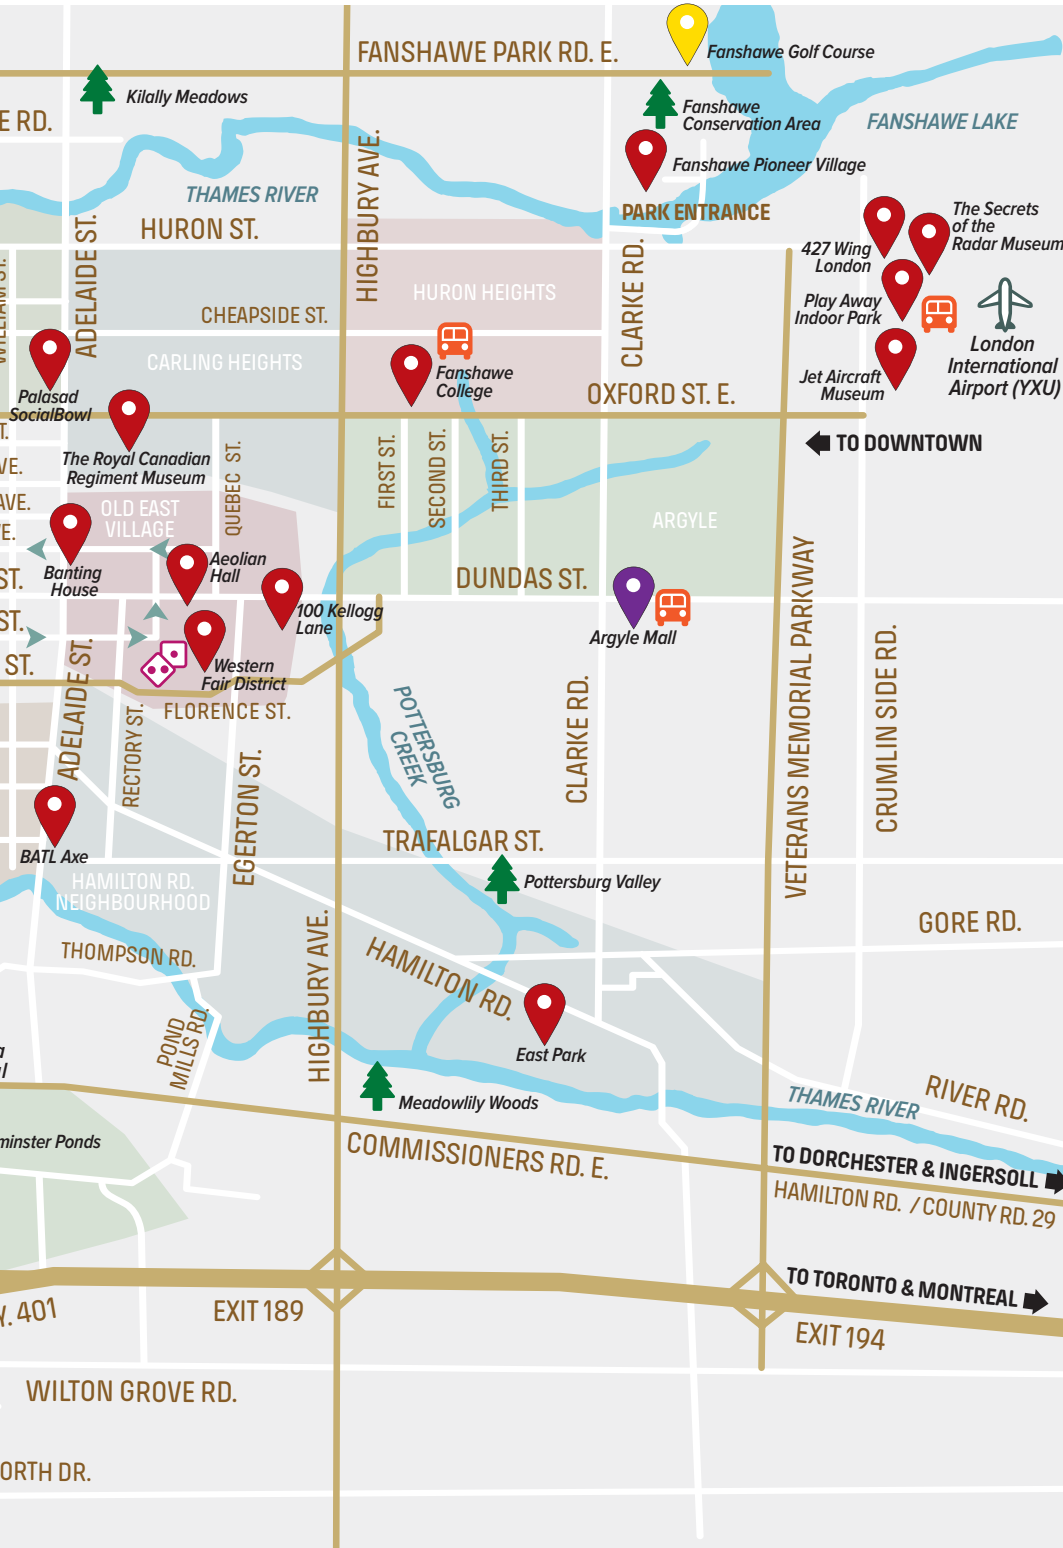 FANSHAWE PARK RD. E.
Fanshawe Golf Course
Kilally Meadows
Fanshawe
Conservation Area
E RD.
FANSHAWE LAKE
Fanshawe Pioneer Village
THAMES RIVER
PARK ENTRANCE
HURON ST.
ADELAIDE ST.
HIGHBURY AVE.
CLARKE RD.
The Secrets
of the
Radar Museum
427 Wing
London
Play Away
Indoor Park
HURON HEIGHTS
CHEAPSIDE ST.
CARLING HEIGHTS
London
International
Airport (YXU)
Jet Aircraft
Museum
Fanshawe
College
Palasad
SocialBowl
OXFORD ST. E.
TO DOWNTOWN
T.
VE.
AVE.
E.
ST.
ST.
ST.
The Royal Canadian
Regiment Museum
QUEBEC ST.
FIRST ST.
SECOND ST.
THIRD ST.
OLD EAST
VILLAGE
ARGYLE
Banting
House
Aeolian
Hall
DUNDAS ST.
100 Kellogg
Lane
Argyle Mall
Western
Fair District
FLORENCE ST.
ADELAIDE ST.
RECTORY ST.
EGERTON ST.
POTTERSBURG
CREEK
CLARKE RD.
VETERANS MEMORIAL PARKWAY
CRUMLIN SIDE RD.
BATL Axe
TRAFALGAR ST.
Pottersburg Valley
HAMILTON RD.
NEIGHBOURHOOD
GORE RD.
THOMPSON RD.
HIGHBURY AVE.
HAMILTON RD.
POND
MILLS RD.
East Park
a
l
Meadowlily Woods
THAMES RIVER
RIVER RD.
minster Ponds
COMMISSIONERS RD. E.
TO DORCHESTER & INGERSOLL
HAMILTON RD. / COUNTY RD. 29
TO TORONTO & MONTREAL
Y. 401
EXIT 189
EXIT 194
WILTON GROVE RD.
ORTH DR.